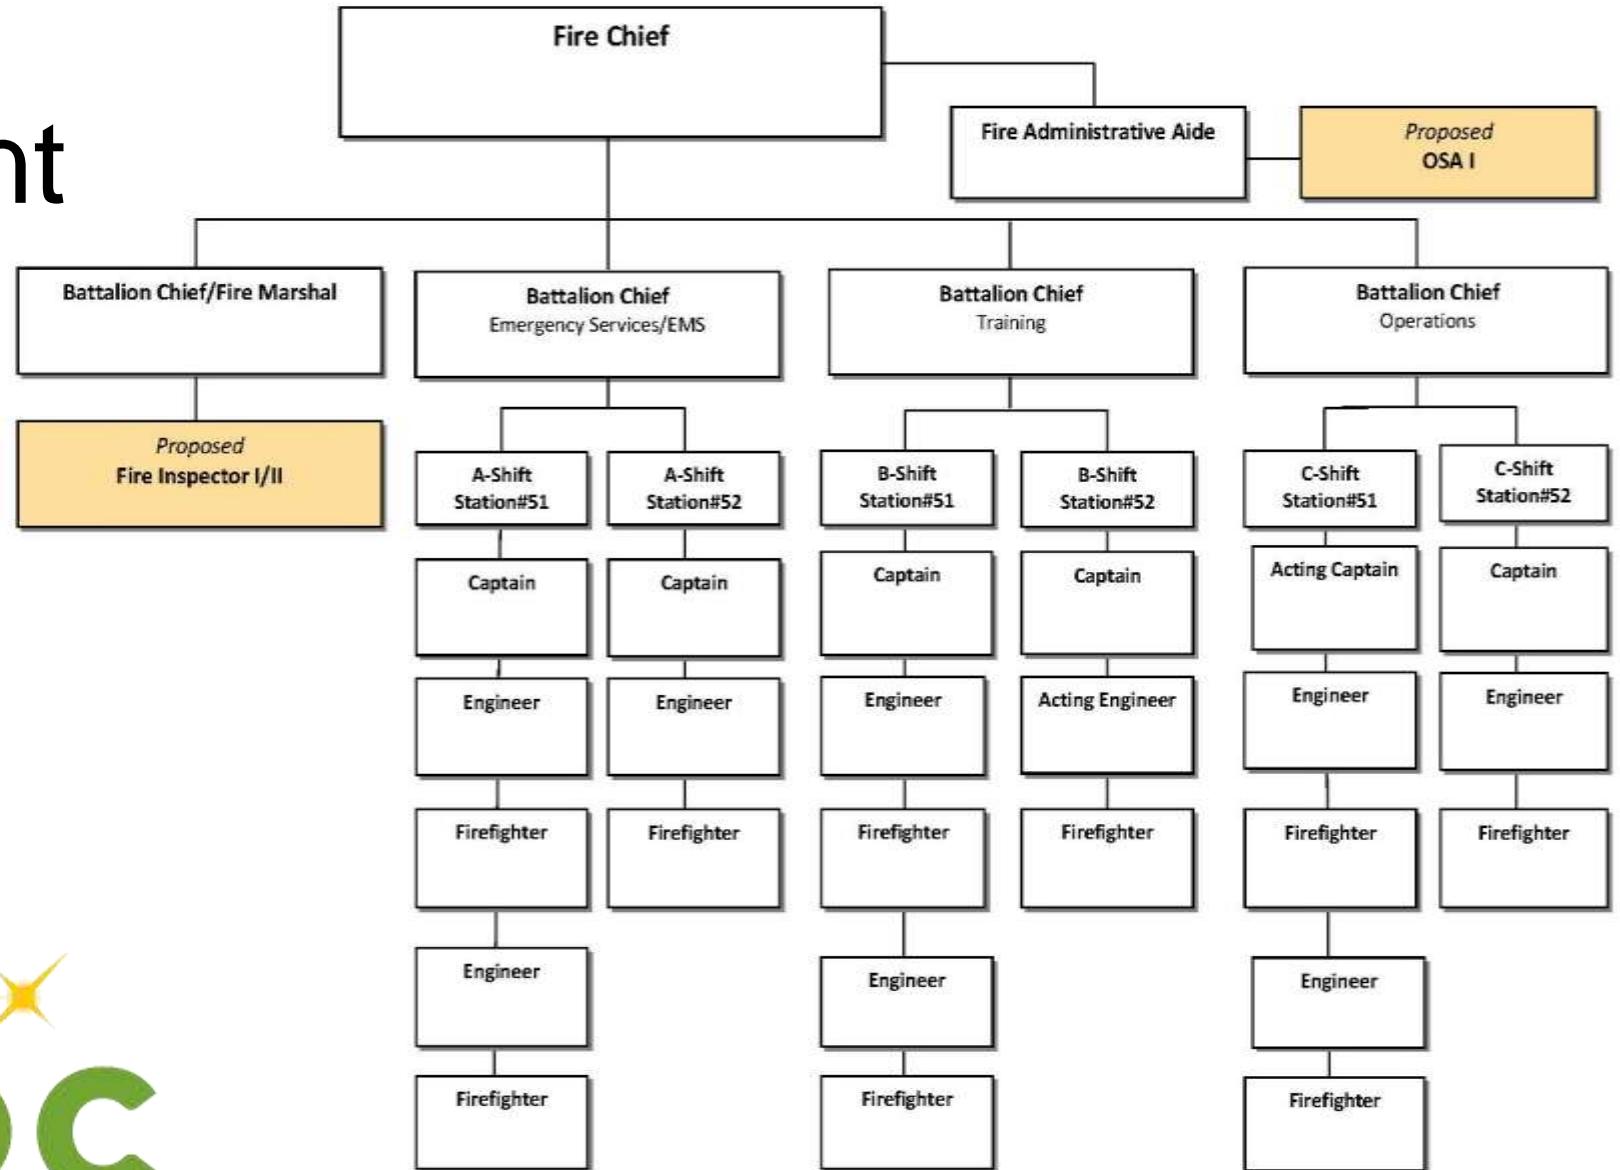 Fire Chief
nt
Fire Administrative Aide
Proposed
OSA I
Battalion Chief/Fire Marshal
Battalion Chief
Emergency Services/EMS
Battalion Chief
Training
Battalion Chief
Operations
Proposed
Fire Inspector I/II
A-Shift
Station#51
A-Shift
Station#52
B-Shift
Station#51
B-Shift
Station#52
C-Shift
Station#51
C-Shift
Station#52
Captain
Captain
Captain
Captain
Acting Captain
Captain
Engineer
Engineer
Engineer
Acting Engineer
Engineer
Engineer
Firefighter
Firefighter
Firefighter
Firefighter
Firefighter
Firefighter
Engineer
Engineer
Engineer
Firefighter
Firefighter
Firefighter